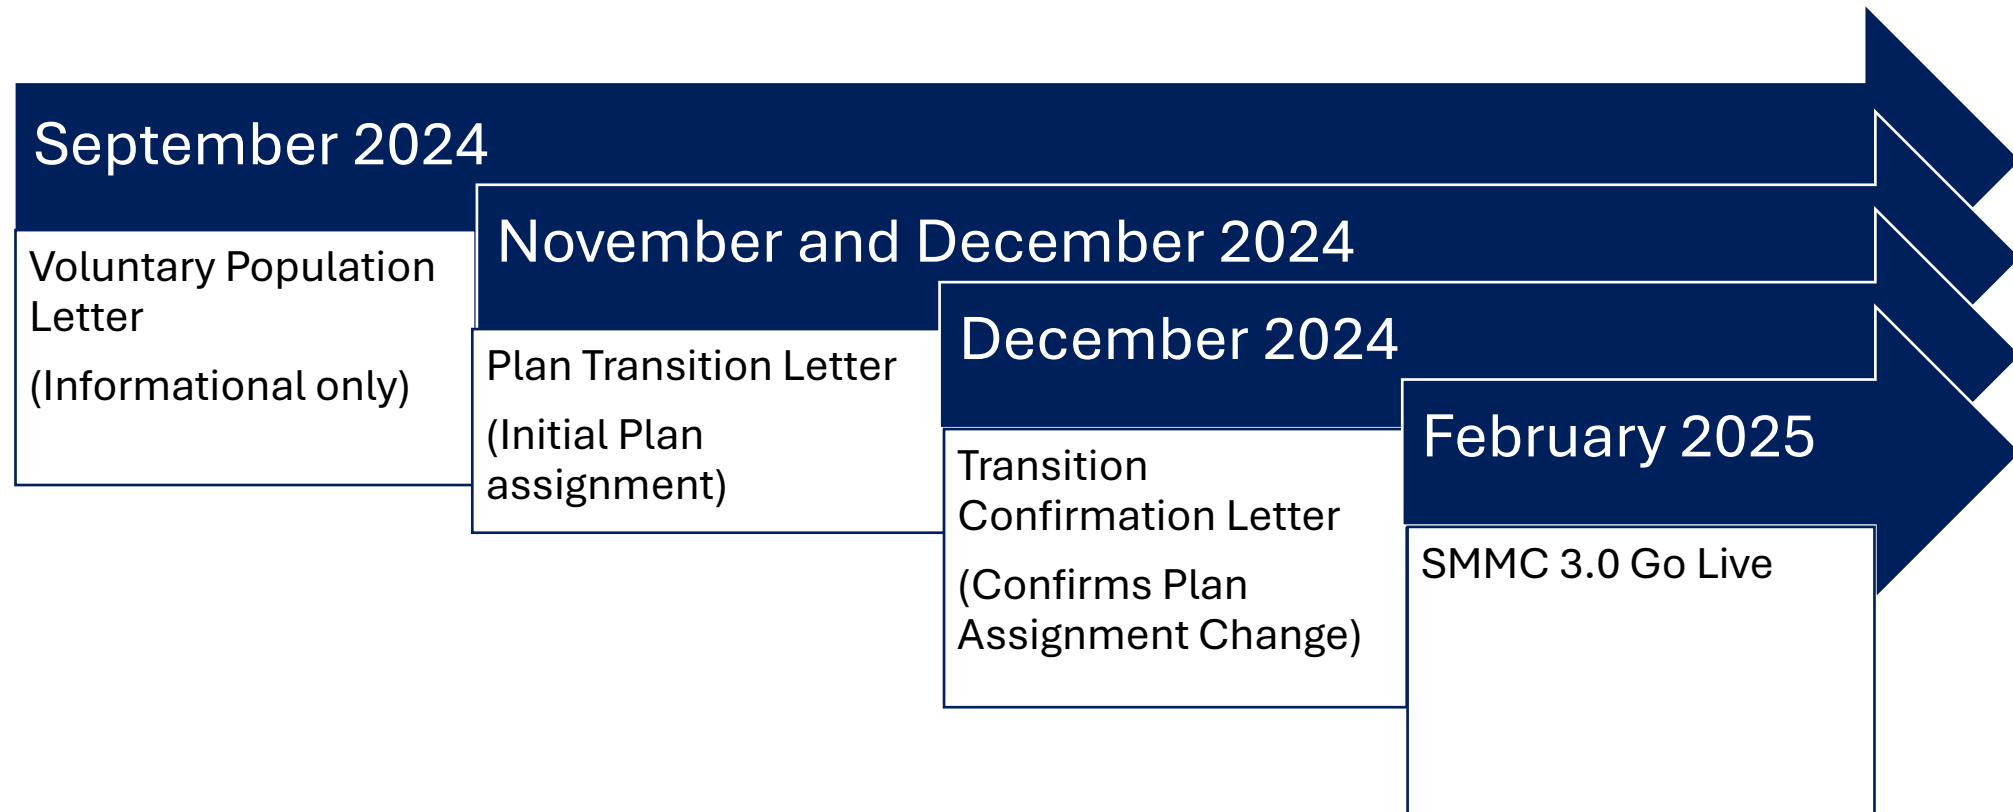 September 2024
Voluntary Population
Letter
(Informational only)
November and December 2024
Plan Transition Letter
(Initial Plan
assignment)
December 2024
Transition
Confirmation Letter
(Confirms Plan
Assignment Change)
February 2025
SMMC 3.0 Go Live